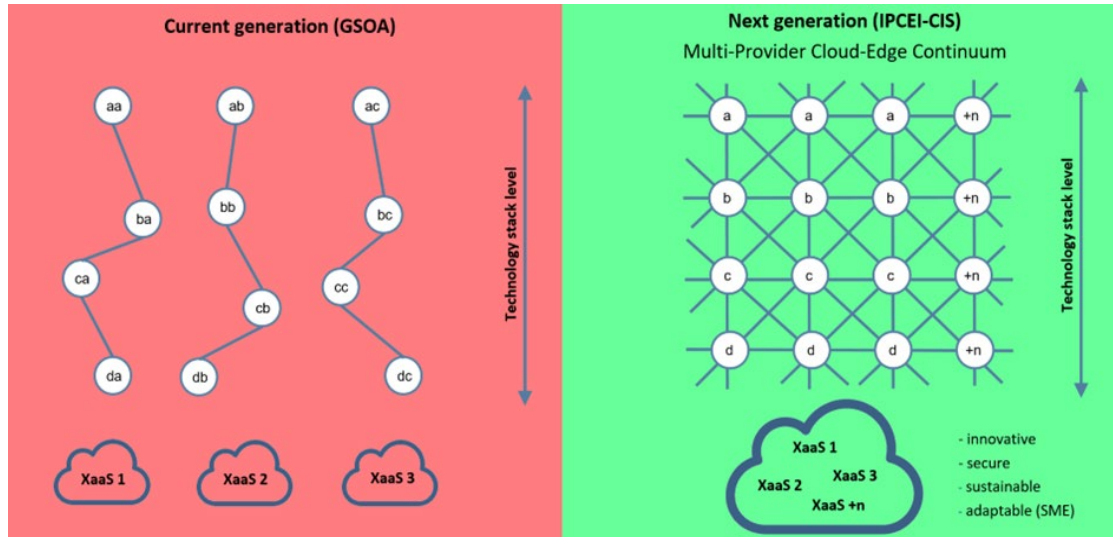 Current generation (GSOA)
aa
ab
ac
ba
bb
bc
ca
cb
cc
da
db
dc
Technology stack level
XaaS 1
XaaS 2
XaaS 3
Next generation (IPCEI-CIS)
Multi-Provider Cloud-Edge Continuum
a
a
a
+n
b
b
b
+n
c
c
c
+n
d
d
d
+n
Technology stack level
XaaS 1
XaaS 2
XaaS 3
XaaS +n
- innovative
- secure
- sustainable
- adaptable (SME)